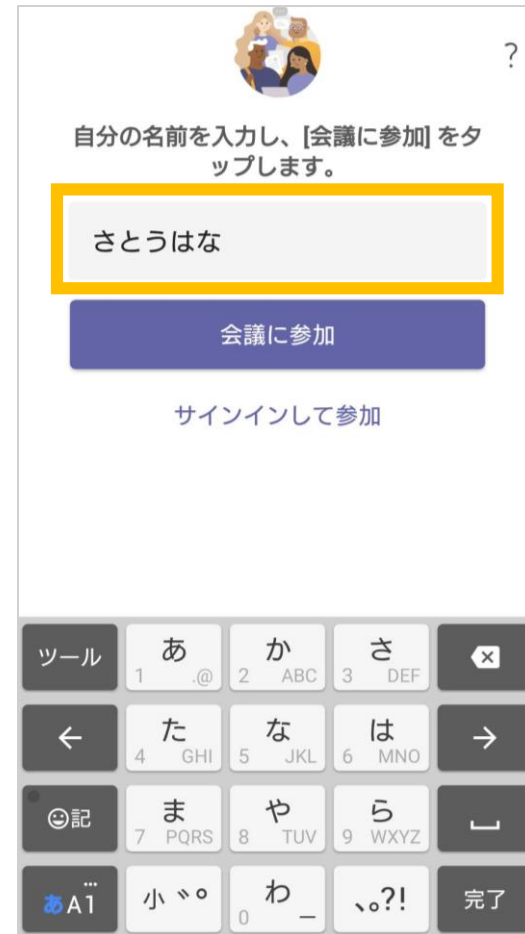 ?
自分の名前を入力し、[会議に参加] をタ
ップします。
さとうはな
会議に参加
サインインして参加
ツール あ 1 .@ か 2 ABC さ 3 DEF
← た 4 GHI な 5 JKL は 6 MNO →
記 ま 7 PQRS や 8 TUV ら 9 WXYZ
あA1 小 ゛゜ わ 0 ー 、。?! 完了